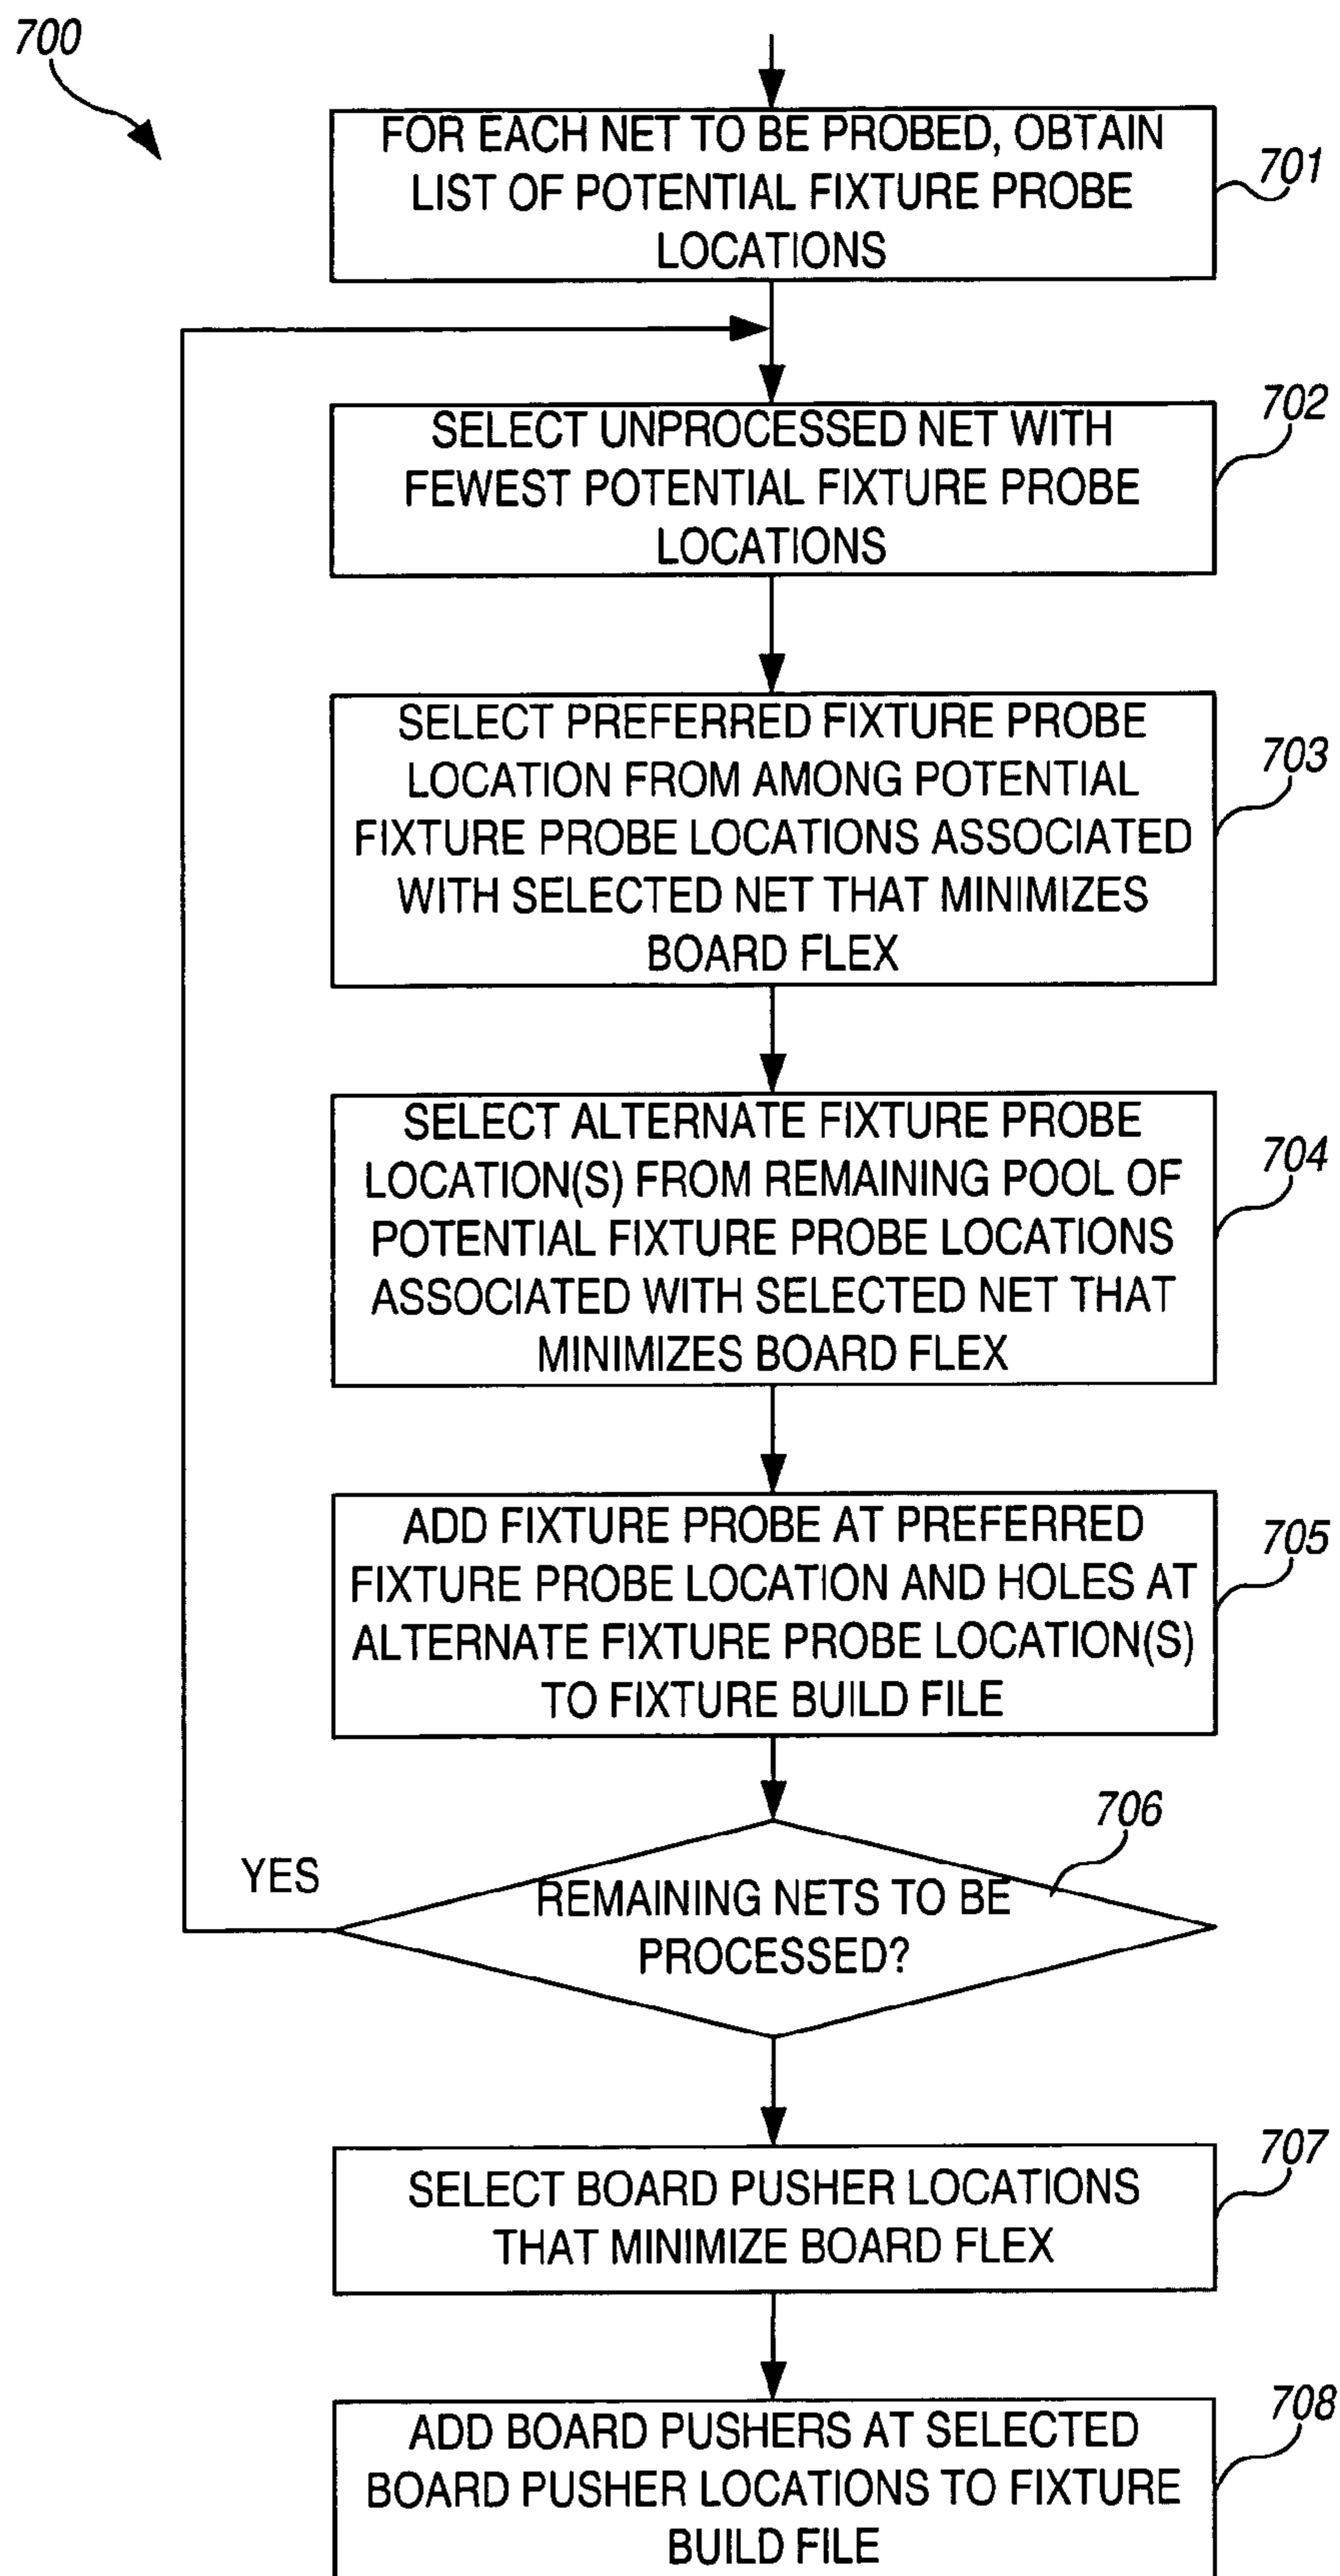 700
FOR EACH NET TO BE PROBED, OBTAIN
LIST OF POTENTIAL FIXTURE PROBE
LOCATIONS
701
SELECT UNPROCESSED NET WITH
FEWEST POTENTIAL FIXTURE PROBE
LOCATIONS
702
SELECT PREFERRED FIXTURE PROBE
LOCATION FROM AMONG POTENTIAL
FIXTURE PROBE LOCATIONS ASSOCIATED
WITH SELECTED NET THAT MINIMIZES
BOARD FLEX
703
SELECT ALTERNATE FIXTURE PROBE
LOCATION(S) FROM REMAINING POOL OF
POTENTIAL FIXTURE PROBE LOCATIONS
ASSOCIATED WITH SELECTED NET THAT
MINIMIZES BOARD FLEX
704
ADD FIXTURE PROBE AT PREFERRED
FIXTURE PROBE LOCATION AND HOLES AT
ALTERNATE FIXTURE PROBE LOCATION(S)
TO FIXTURE BUILD FILE
705
706
YES
REMAINING NETS TO BE
PROCESSED?
SELECT BOARD PUSHER LOCATIONS
THAT MINIMIZE BOARD FLEX
707
ADD BOARD PUSHERS AT SELECTED
BOARD PUSHER LOCATIONS TO FIXTURE
BUILD FILE
708